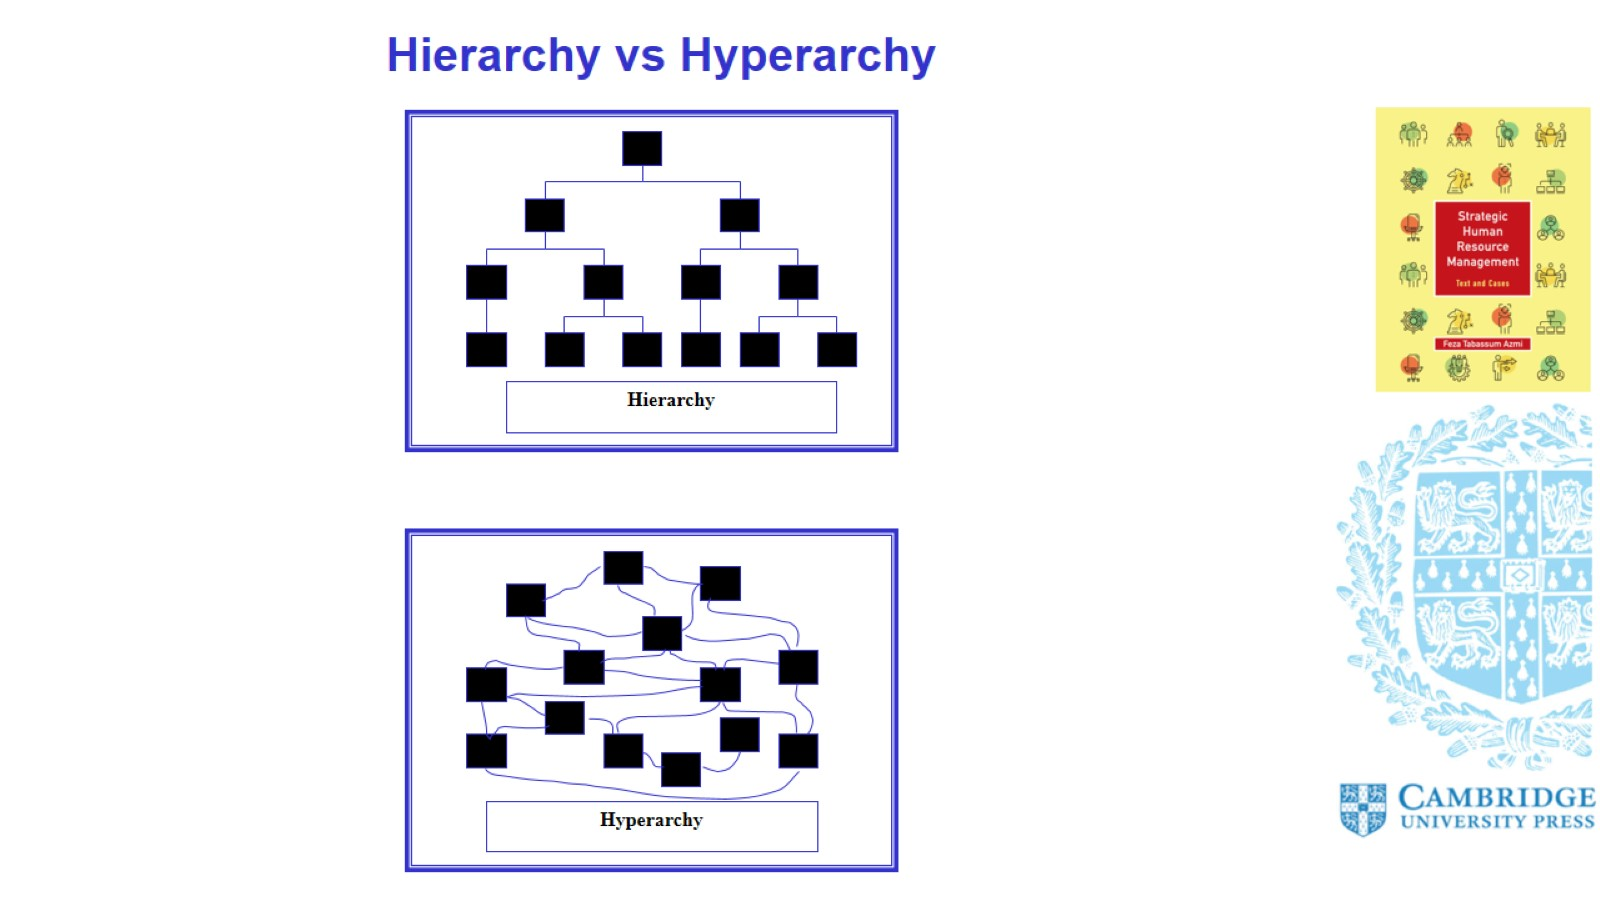 Hierarchy vs Hyperarchy
Hierarchy
Hyperarchy
Strategic
Human
Resource
Management
Text and Cases
Feza Tabassum Azmi
CAMBRIDGE
UNIVERSITY PRESS